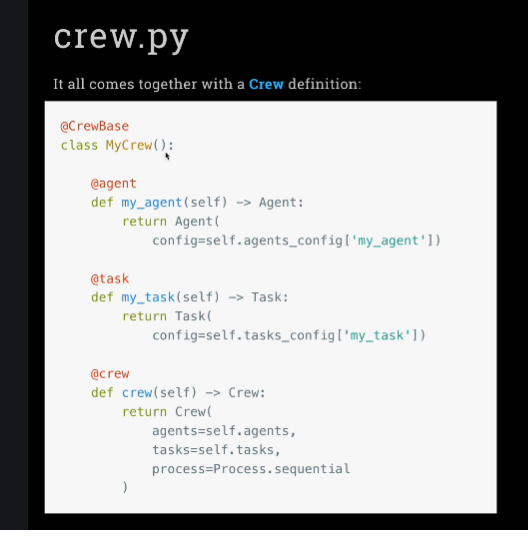 crew.py
It all comes together with a Crew definition:
@CrewBase
class MyCrew():
    @agent
    def my_agent(self) -> Agent:
        return Agent(
            config=self.agents_config['my_agent'])
    @task
    def my_task(self) -> Task:
        return Task(
            config=self.tasks_config['my_task'])
    @crew
    def crew(self) -> Crew:
        return Crew(
            agents=self.agents,
            tasks=self.tasks,
            process=Process.sequential
        )